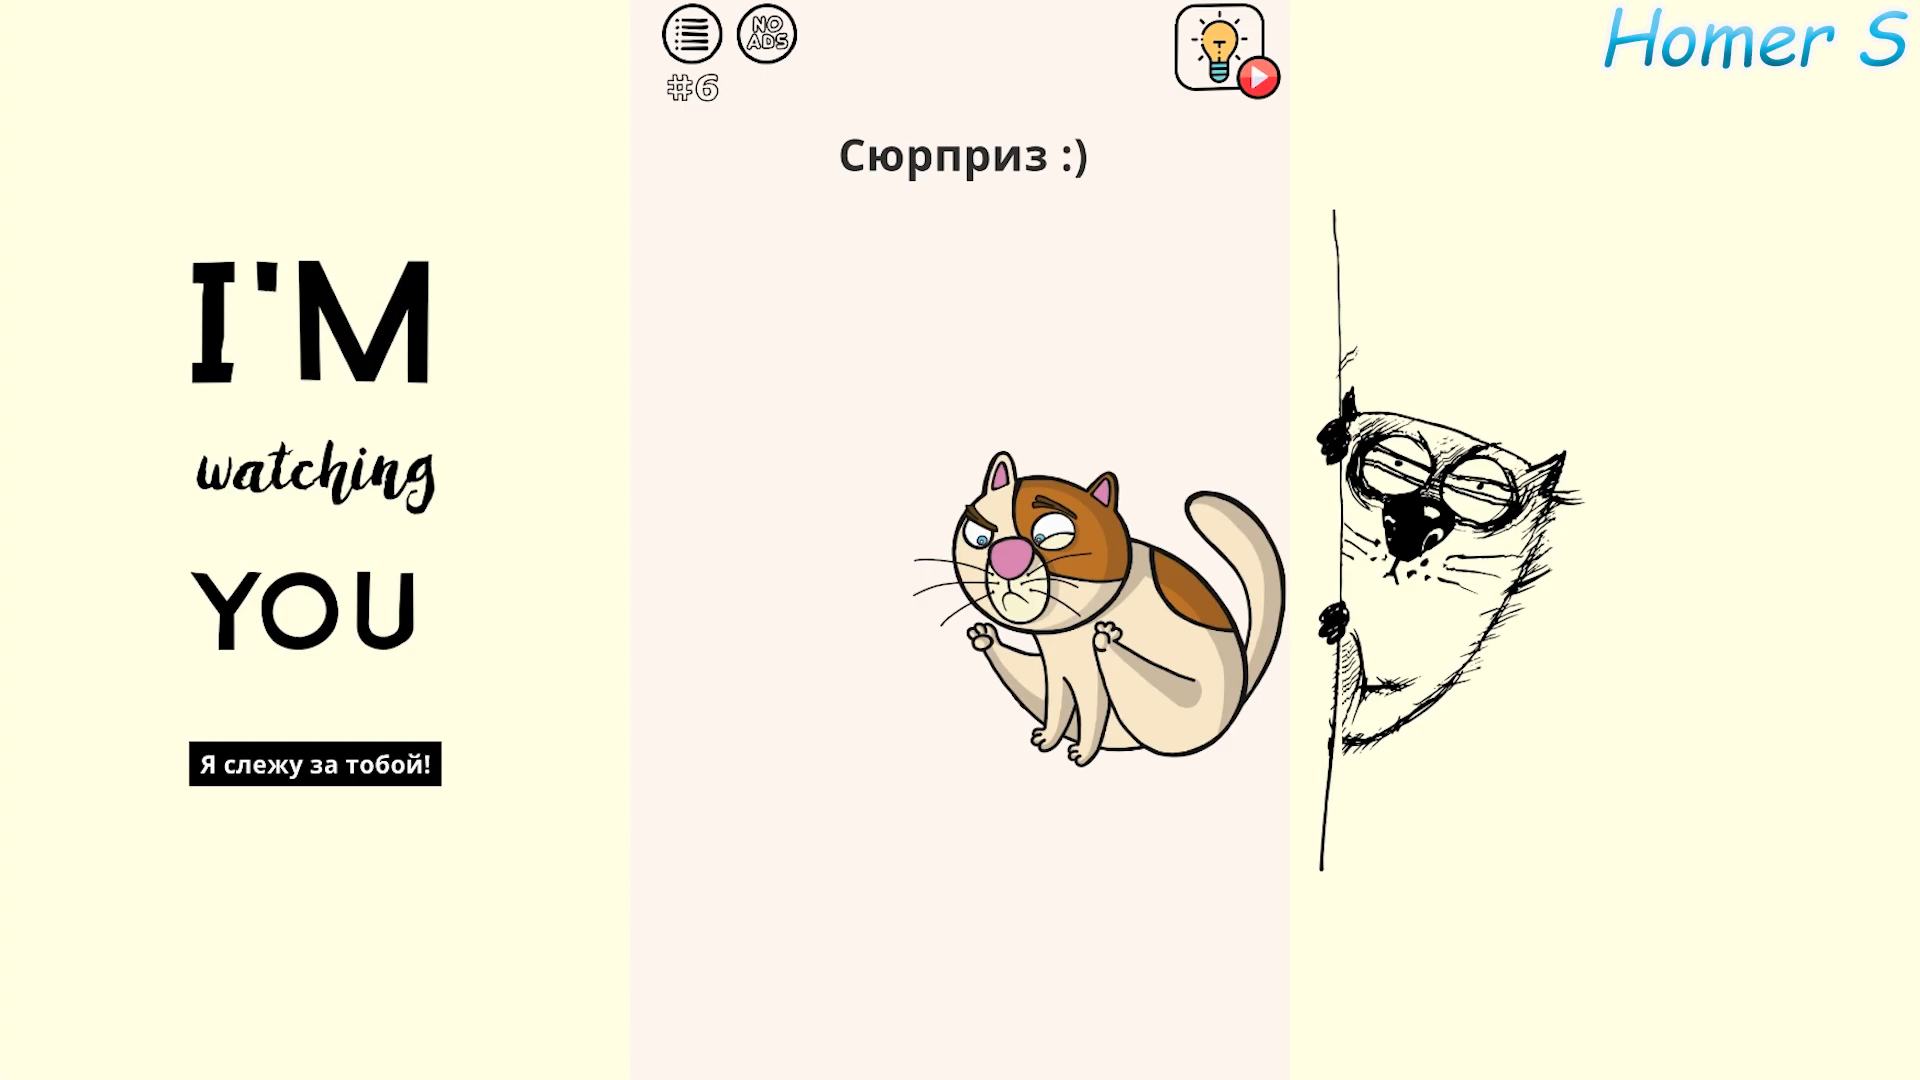 Homer S
NO
ADS
#6
Сюрприз :)
I'M
watching
YOU
Я слежу за тобой!